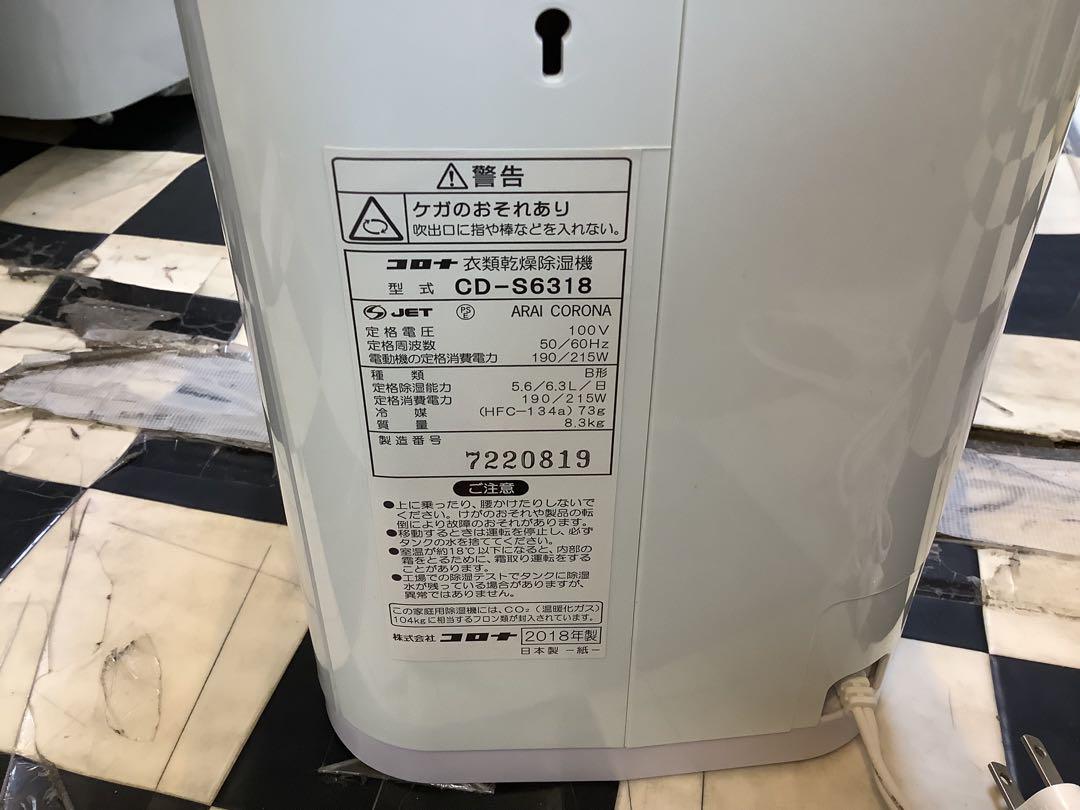 警告
ケガのおそれあり
吹出口に指や棒などを入れない。
コロナ 衣類乾燥除湿機
型式 CD-S6318
JET PSE ARAI CORONA
定格電圧 100V
定格周波数 50/60Hz
電動機の定格消費電力 190/215W
種類 B形
定格除湿能力 5.6/6.3L/日
定格消費電力 190/215W
冷媒 (HFC-134a) 73g
質量 8.3kg
製造番号
7220819
ご注意
●上に乗ったり、腰かけたりしないで
ください。けがのおそれや製品の転
倒により故障のおそれがあります。
●移動するときは運転を停止し、必ず
タンクの水を捨ててください。
●室温が約18℃以下になると、内部の
霜をとるために、霜取り運転をする
ことがあります。
●工場での除湿テストでタンクに除湿
水が残っている場合がありますが、
異常ではありません。
この家庭用除湿機には、CO₂(温暖化ガス)
104kgに相当するフロン類が封入されています。
株式会社 コロナ 2018年製
日本製 -紙-